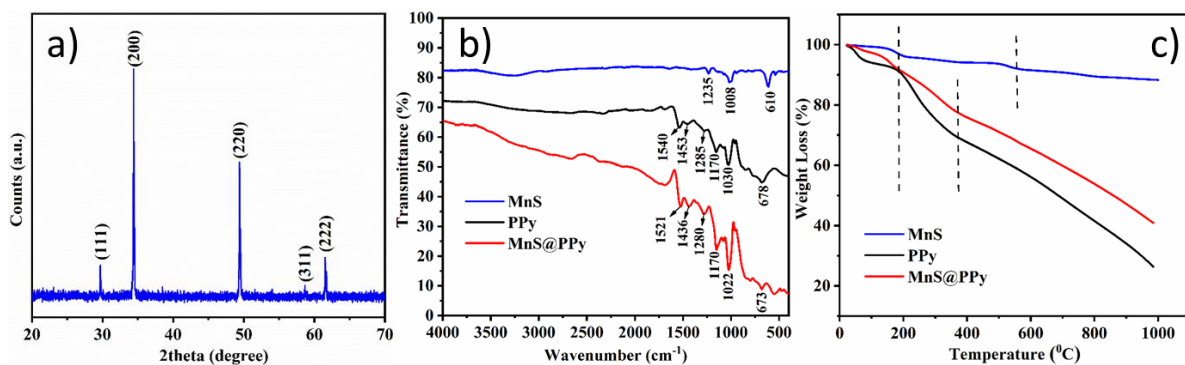 a)
(200)
(220)
(111)
(311)
(222)
Counts (a.u.)
20 30 40 50 60 70
2theta (degree)
b)
100
90
80
70
60
50
40
30
20
10
0
Transmittance (%)
1235
1008
610
1540
1453
1285
1170
1030
678
1521
1436
1280
1170
1022
673
MnS
PPy
MnS@PPy
4000 3500 3000 2500 2000 1500 1000 500
Wavenumber (cm⁻¹)
c)
100
80
60
40
20
Weight Loss (%)
MnS
PPy
MnS@PPy
0 200 400 600 800 1000
Temperature (⁰C)